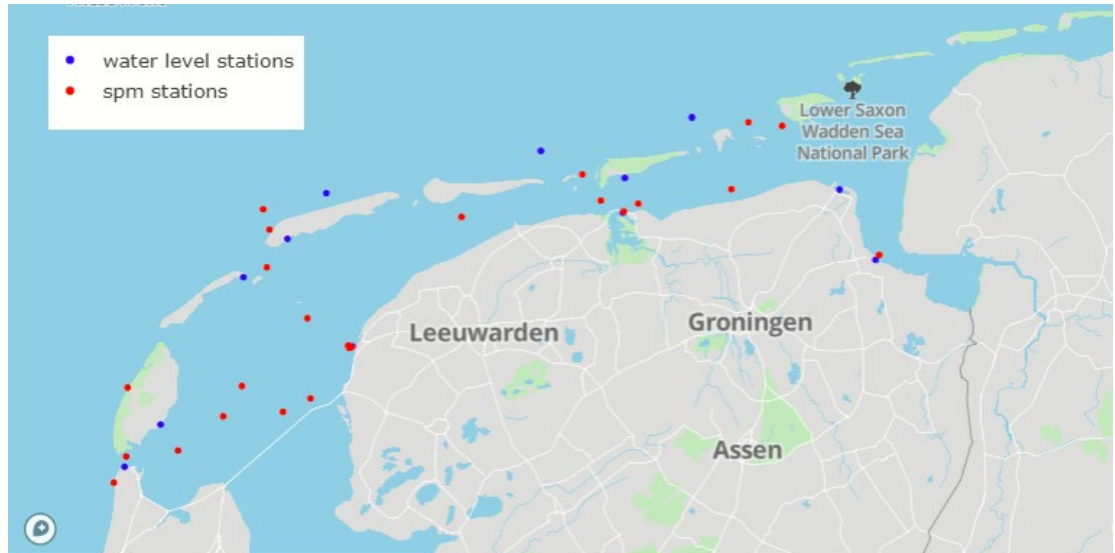 water level stations
spm stations
Lower Saxon
Wadden Sea
National Park
Leeuwarden
Groningen
Assen